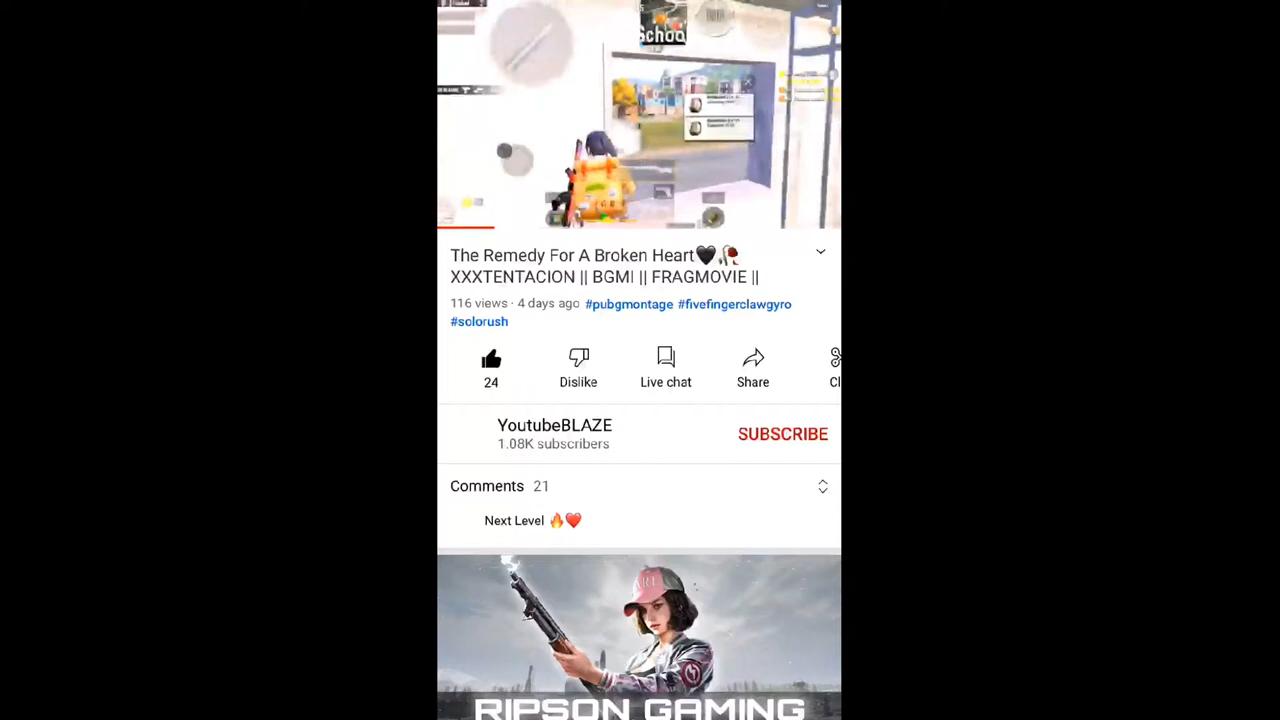 School
The Remedy For A Broken Heart🖤🥀
XXXTENTACION || BGMI || FRAGMOVIE ||
116 views · 4 days ago #pubgmontage #fivefingerclawgyro
#solorush
24 Dislike Live chat Share Cl
YoutubeBLAZE
1.08K subscribers
SUBSCRIBE
Comments 21
Next Level 🔥❤️
RIPSON GAMING